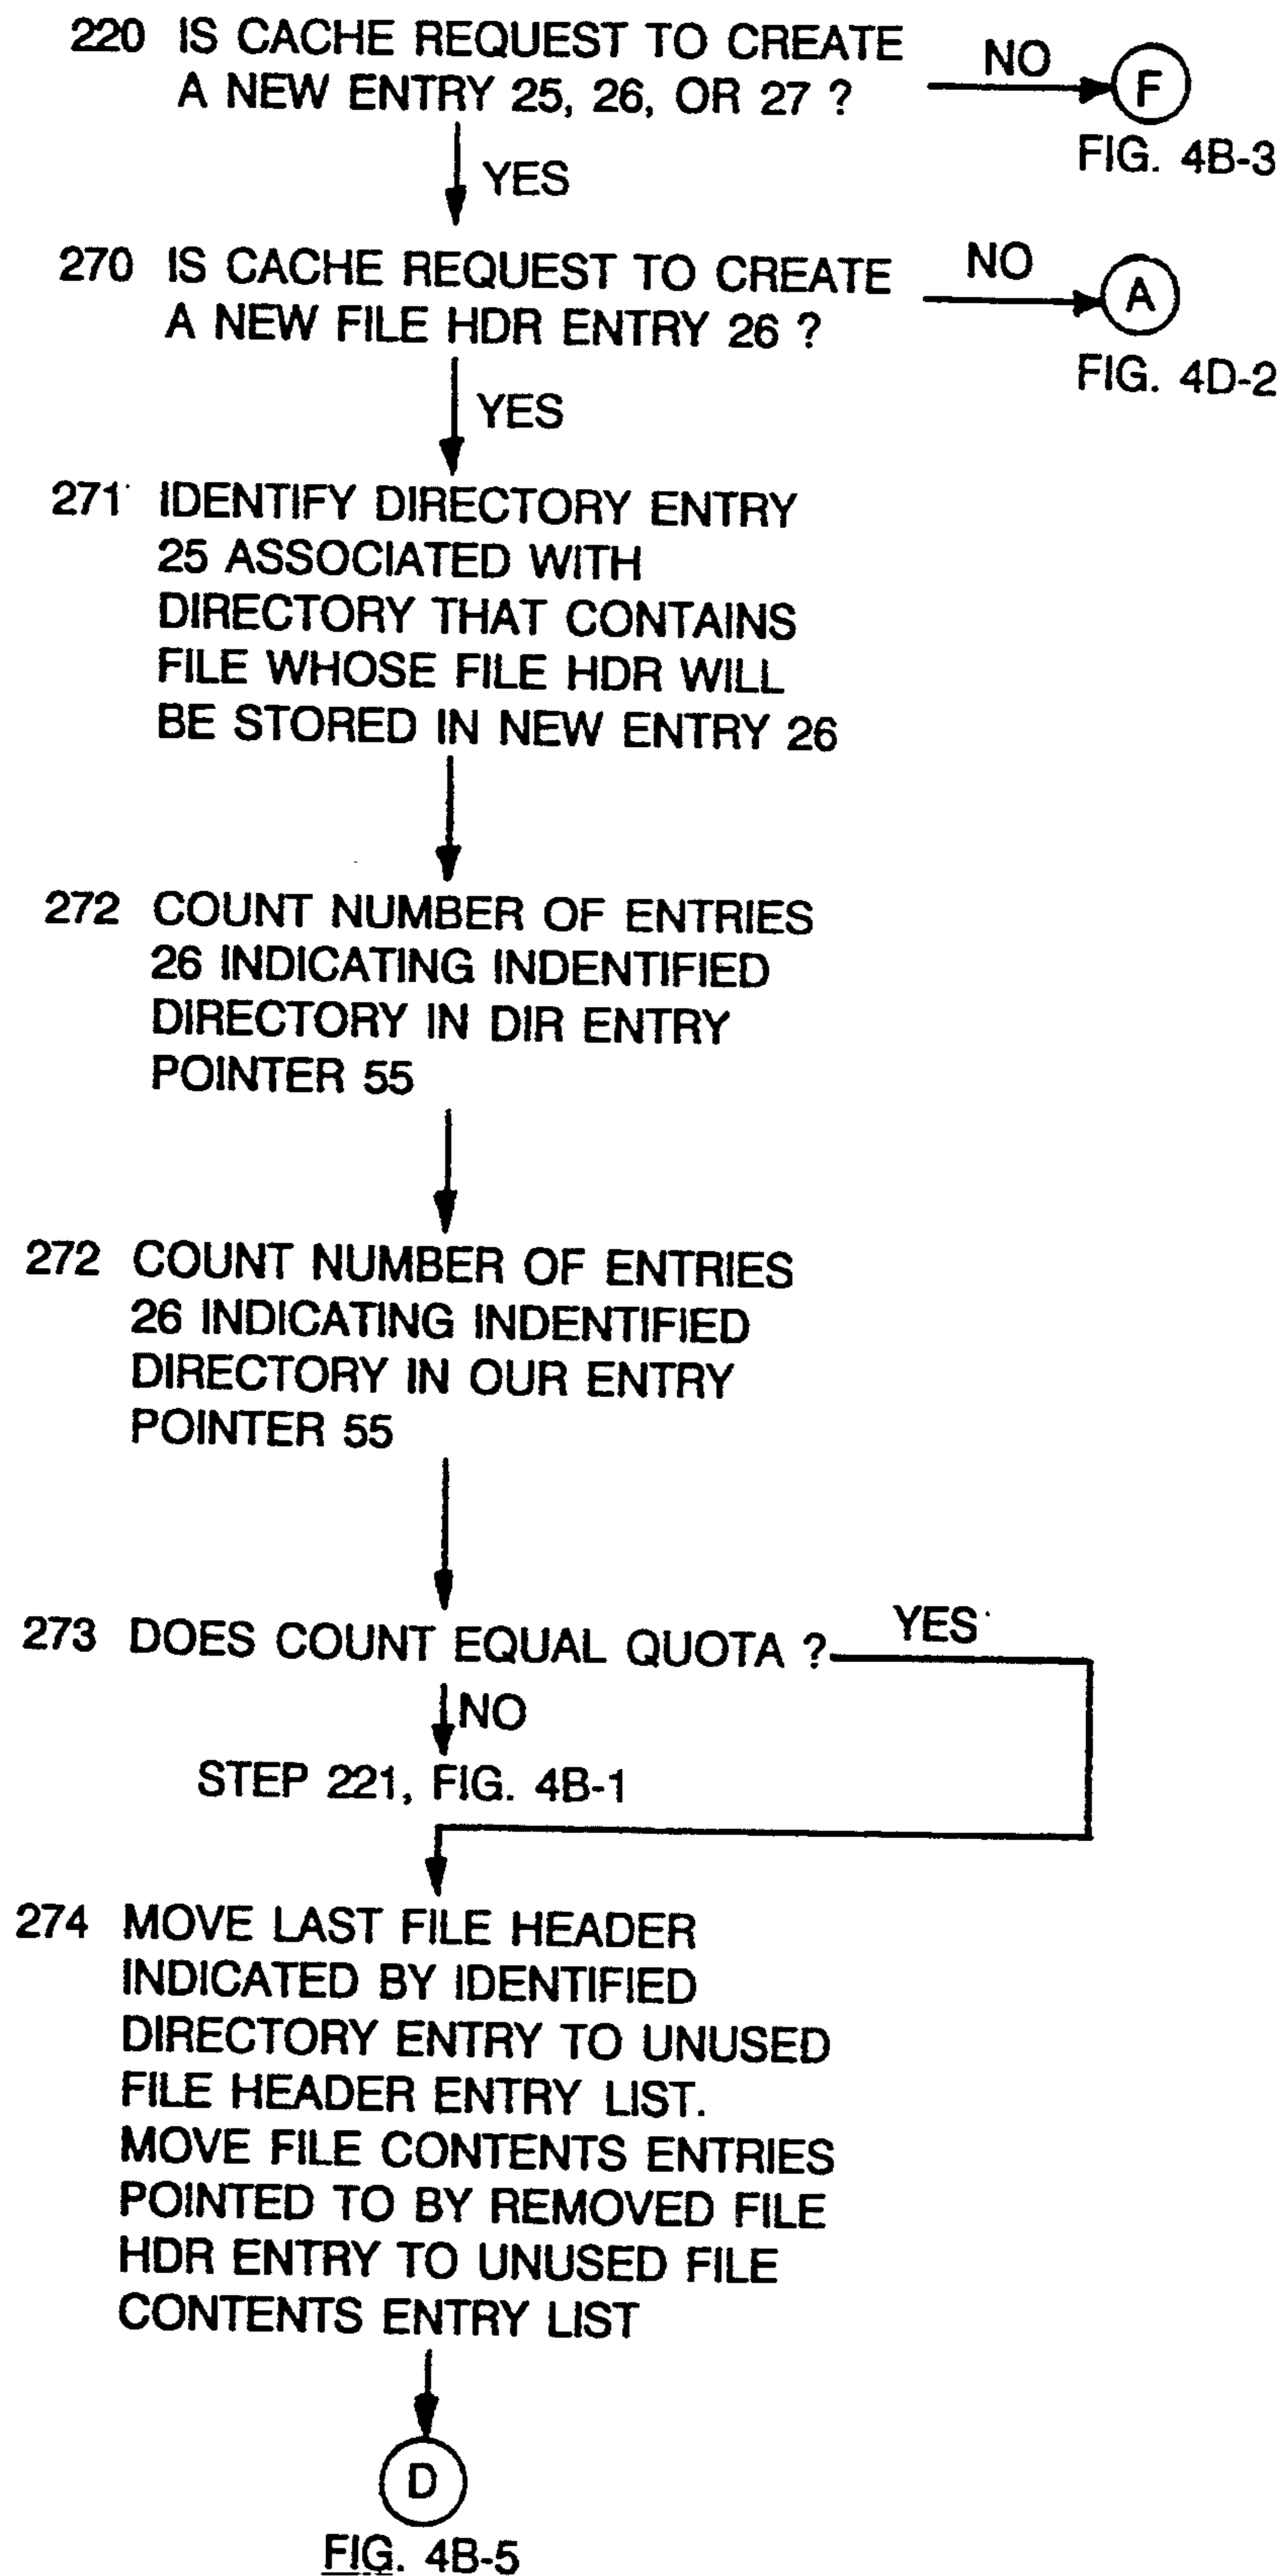 220 IS CACHE REQUEST TO CREATE
A NEW ENTRY 25, 26, OR 27 ?
NO
F
FIG. 4B-3
YES
270 IS CACHE REQUEST TO CREATE
A NEW FILE HDR ENTRY 26 ?
NO
A
FIG. 4D-2
YES
271 IDENTIFY DIRECTORY ENTRY
25 ASSOCIATED WITH
DIRECTORY THAT CONTAINS
FILE WHOSE FILE HDR WILL
BE STORED IN NEW ENTRY 26
272 COUNT NUMBER OF ENTRIES
26 INDICATING INDENTIFIED
DIRECTORY IN DIR ENTRY
POINTER 55
272 COUNT NUMBER OF ENTRIES
26 INDICATING INDENTIFIED
DIRECTORY IN OUR ENTRY
POINTER 55
273 DOES COUNT EQUAL QUOTA ?
YES
NO
STEP 221, FIG. 4B-1
274 MOVE LAST FILE HEADER
INDICATED BY IDENTIFIED
DIRECTORY ENTRY TO UNUSED
FILE HEADER ENTRY LIST.
MOVE FILE CONTENTS ENTRIES
POINTED TO BY REMOVED FILE
HDR ENTRY TO UNUSED FILE
CONTENTS ENTRY LIST
D
FIG. 4B-5